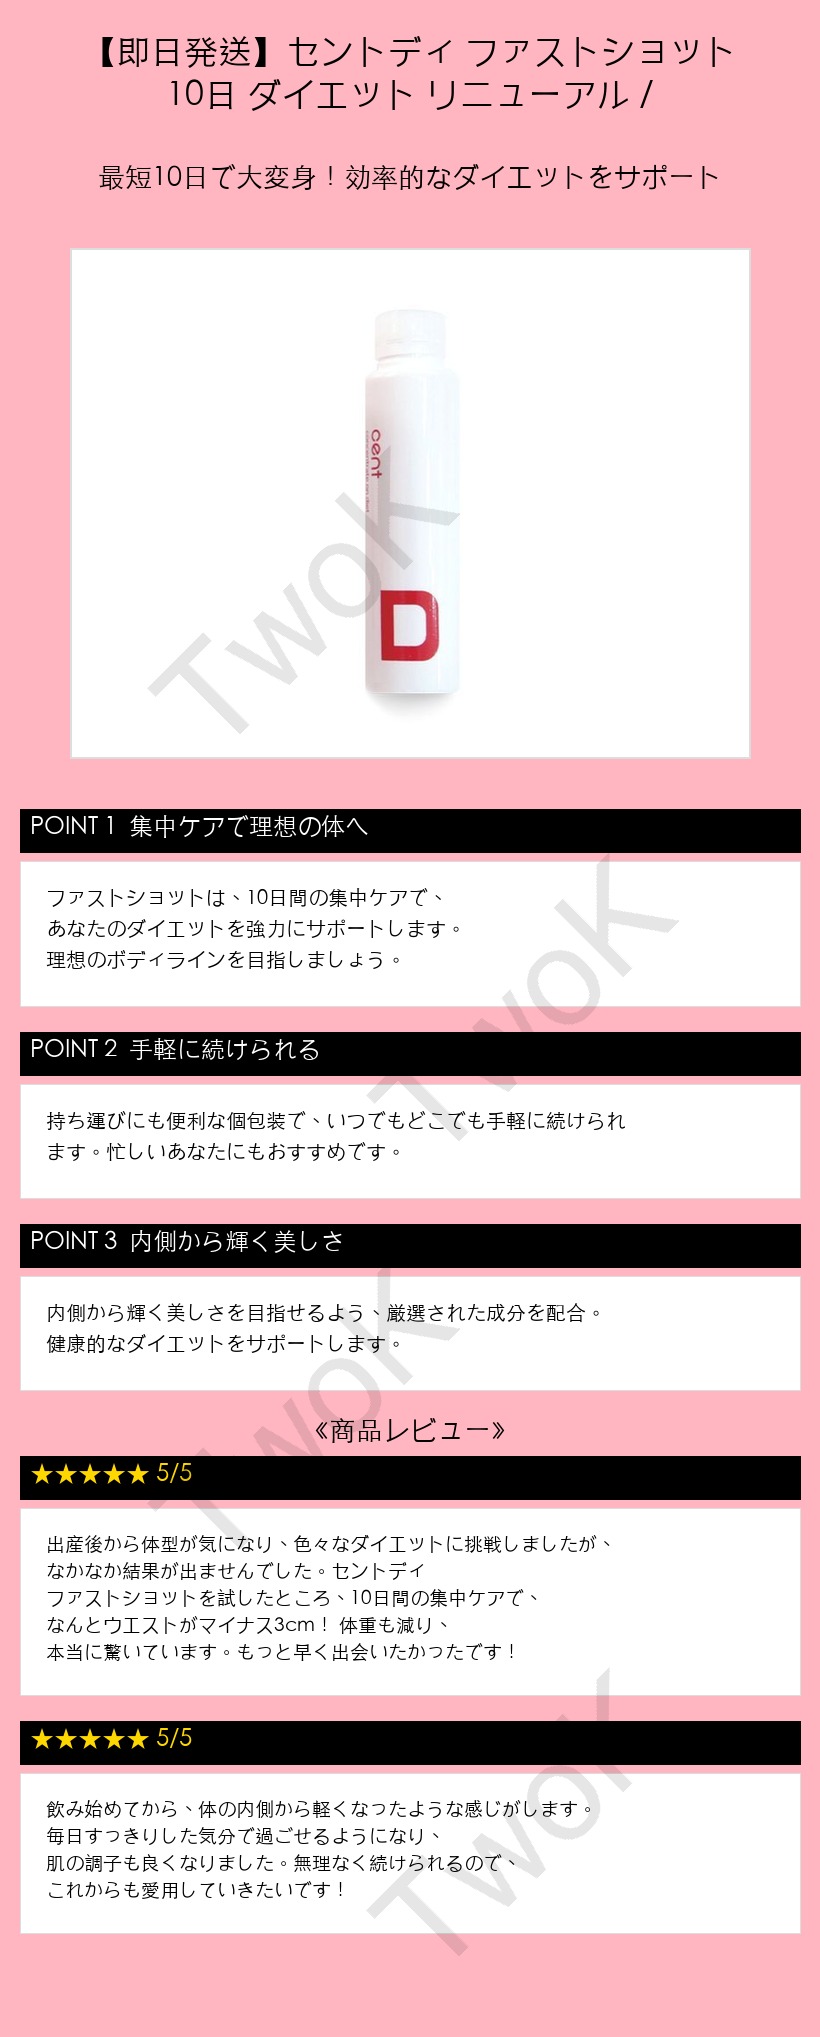 【即日発送】セントディ ファストショット
10日 ダイエット リニューアル /
最短10日で大変身！効率的なダイエットをサポート
cent
D
TwoK
POINT 1 集中ケアで理想の体へ
ファストショットは、10日間の集中ケアで、
あなたのダイエットを強力にサポートします。
理想のボディラインを目指しましょう。
TwoK
POINT 2 手軽に続けられる
持ち運びにも便利な個包装で、いつでもどこでも手軽に続けられ
ます。忙しいあなたにもおすすめです。
POINT 3 内側から輝く美しさ
内側から輝く美しさを目指せるよう、厳選された成分を配合。
健康的なダイエットをサポートします。
TwoK
《商品レビュー》
★★★★★ 5/5
出産後から体型が気になり、色々なダイエットに挑戦しましたが、
なかなか結果が出ませんでした。セントディ
ファストショットを試したところ、10日間の集中ケアで、
なんとウエストがマイナス3cm！ 体重も減り、
本当に驚いています。もっと早く出会いたかったです！
★★★★★ 5/5
飲み始めてから、体の内側から軽くなったような感じがします。
毎日すっきりした気分で過ごせるようになり、
肌の調子も良くなりました。無理なく続けられるので、
これからも愛用していきたいです！
TwoK